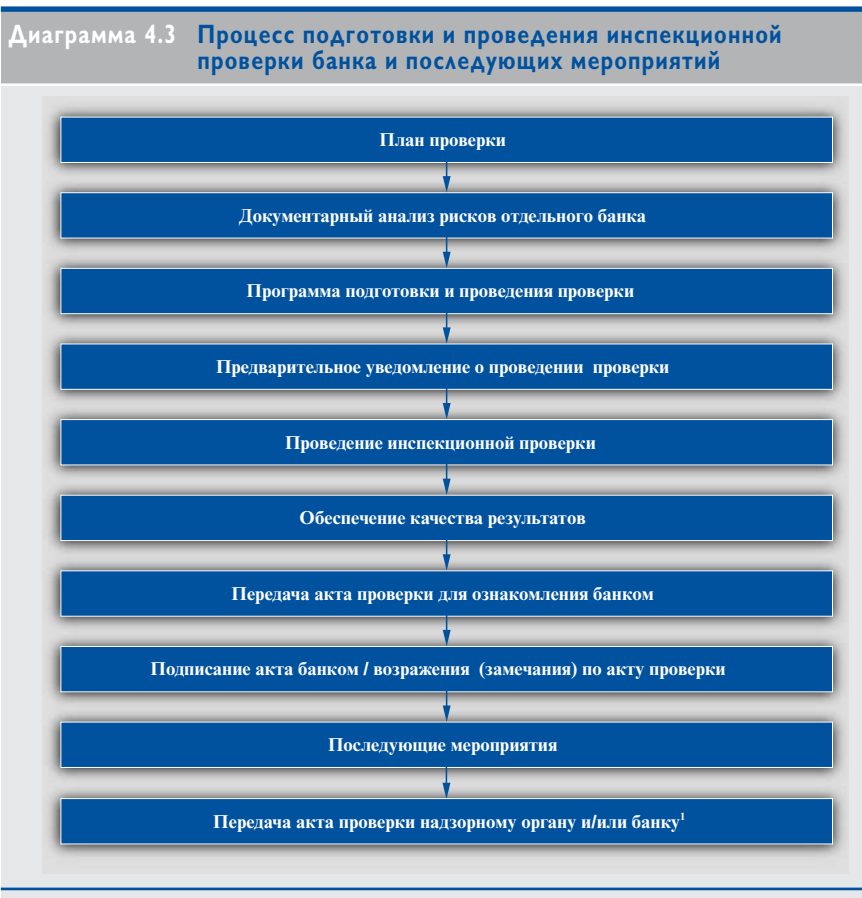 Диаграмма 4.3 Процесс подготовки и проведения инспекционной
проверки банка и последующих мероприятий
План проверки
Документарный анализ рисков отдельного банка
Программа подготовки и проведения проверки
Предварительное уведомление о проведении проверки
Проведение инспекционной проверки
Обеспечение качества результатов
Передача акта проверки для ознакомления банком
Подписание акта банком / возражения (замечания) по акту проверки
Последующие мероприятия
Передача акта проверки надзорному органу и/или банку¹